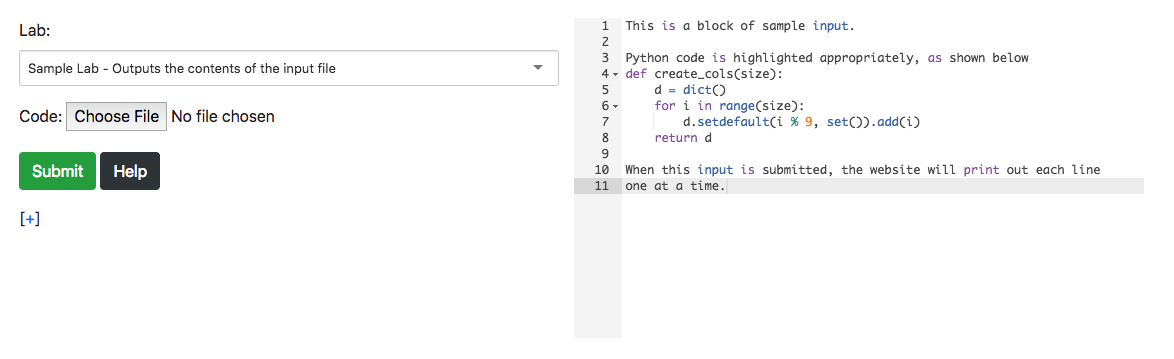 Lab:
Sample Lab - Outputs the contents of the input file
Code: Choose File No file chosen
Submit Help
[+]
1 This is a block of sample input.
2
3 Python code is highlighted appropriately, as shown below
4 def create_cols(size):
5     d = dict()
6     for i in range(size):
7         d.setdefault(i % 9, set()).add(i)
8     return d
9
10 When this input is submitted, the website will print out each line
11 one at a time.